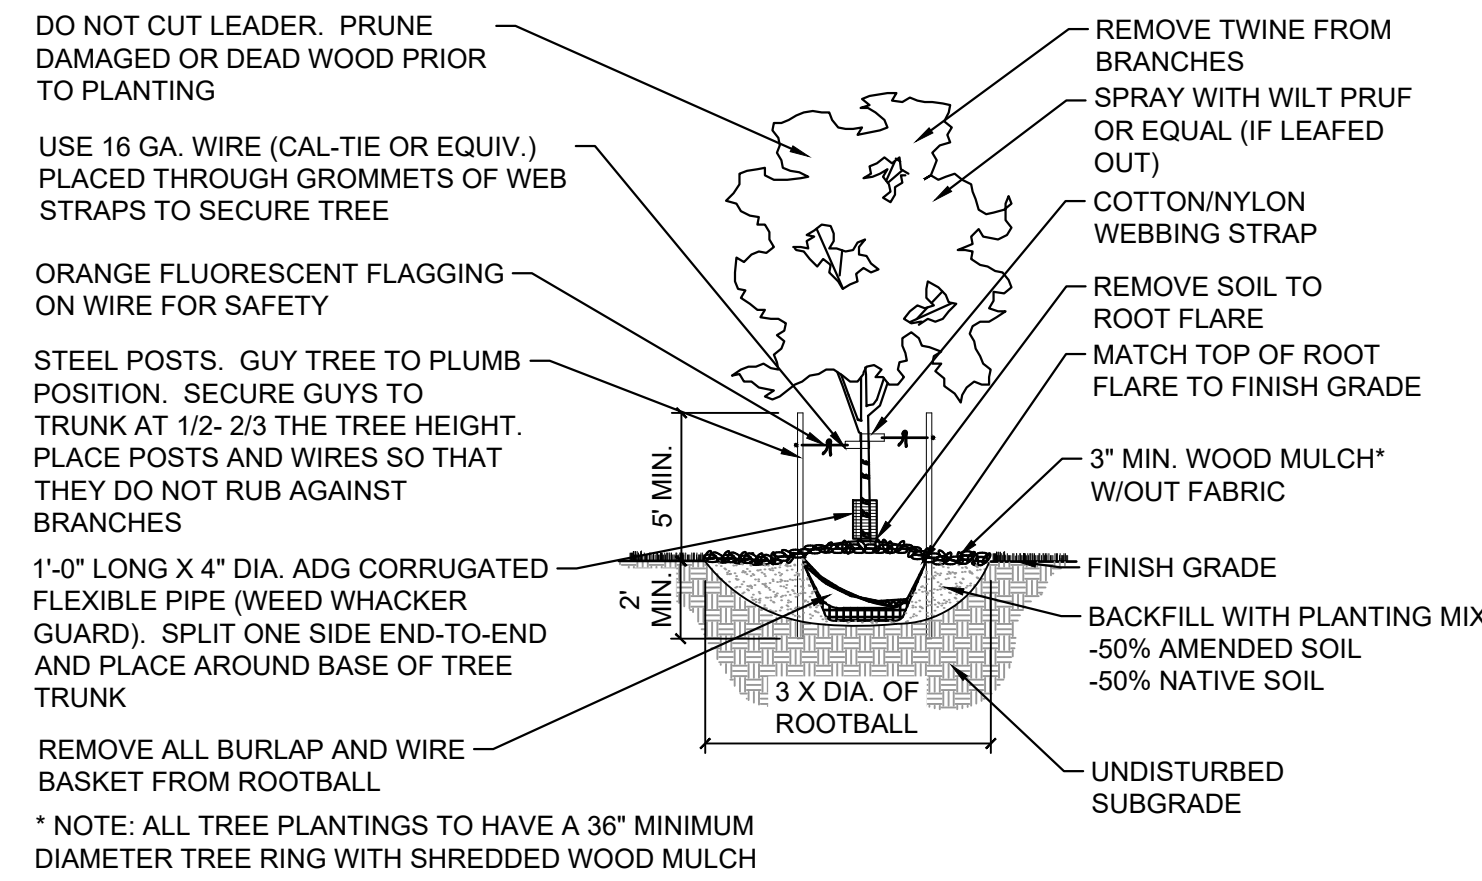 DO NOT CUT LEADER. PRUNE
DAMAGED OR DEAD WOOD PRIOR
TO PLANTING
USE 16 GA. WIRE (CAL-TIE OR EQUIV.)
PLACED THROUGH GROMMETS OF WEB
STRAPS TO SECURE TREE
ORANGE FLUORESCENT FLAGGING
ON WIRE FOR SAFETY
STEEL POSTS. GUY TREE TO PLUMB
POSITION. SECURE GUYS TO
TRUNK AT 1/2- 2/3 THE TREE HEIGHT.
PLACE POSTS AND WIRES SO THAT
THEY DO NOT RUB AGAINST
BRANCHES
1'-0" LONG X 4" DIA. ADG CORRUGATED
FLEXIBLE PIPE (WEED WHACKER
GUARD). SPLIT ONE SIDE END-TO-END
AND PLACE AROUND BASE OF TREE
TRUNK
REMOVE ALL BURLAP AND WIRE
BASKET FROM ROOTBALL
* NOTE: ALL TREE PLANTINGS TO HAVE A 36" MINIMUM
DIAMETER TREE RING WITH SHREDDED WOOD MULCH
5' MIN.
2'
MIN.
3 X DIA. OF
ROOTBALL
REMOVE TWINE FROM
BRANCHES
SPRAY WITH WILT PRUF
OR EQUAL (IF LEAFED
OUT)
COTTON/NYLON
WEBBING STRAP
REMOVE SOIL TO
ROOT FLARE
MATCH TOP OF ROOT
FLARE TO FINISH GRADE
3" MIN. WOOD MULCH*
W/OUT FABRIC
FINISH GRADE
BACKFILL WITH PLANTING MIX
-50% AMENDED SOIL
-50% NATIVE SOIL
UNDISTURBED
SUBGRADE